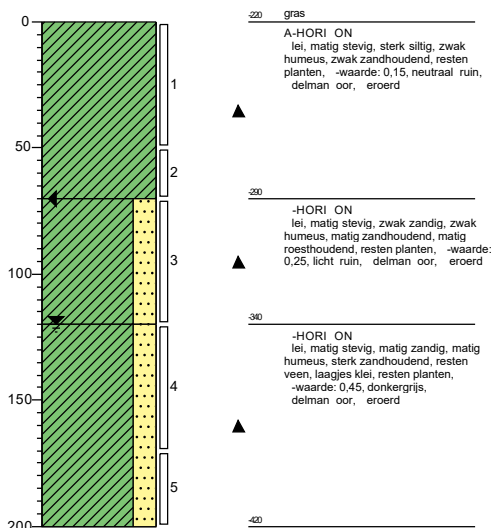 0
50
100
150
200
1
2
3
4
5
-220
gras
A-HORI ON
lei, matig stevig, sterk siltig, zwak
humeus, zwak zandhoudend, resten
planten, -waarde: 0,15, neutraal ruin,
delman oor, eroerd
-290
-HORI ON
lei, matig stevig, zwak zandig, zwak
humeus, matig zandhoudend, matig
roesthoudend, resten planten, -waarde:
0,25, licht ruin, delman oor, eroerd
-340
-HORI ON
lei, matig stevig, matig zandig, matig
humeus, sterk zandhoudend, resten
veen, laagjes klei, resten planten,
-waarde: 0,45, donkergrijs,
delman oor, eroerd
-420